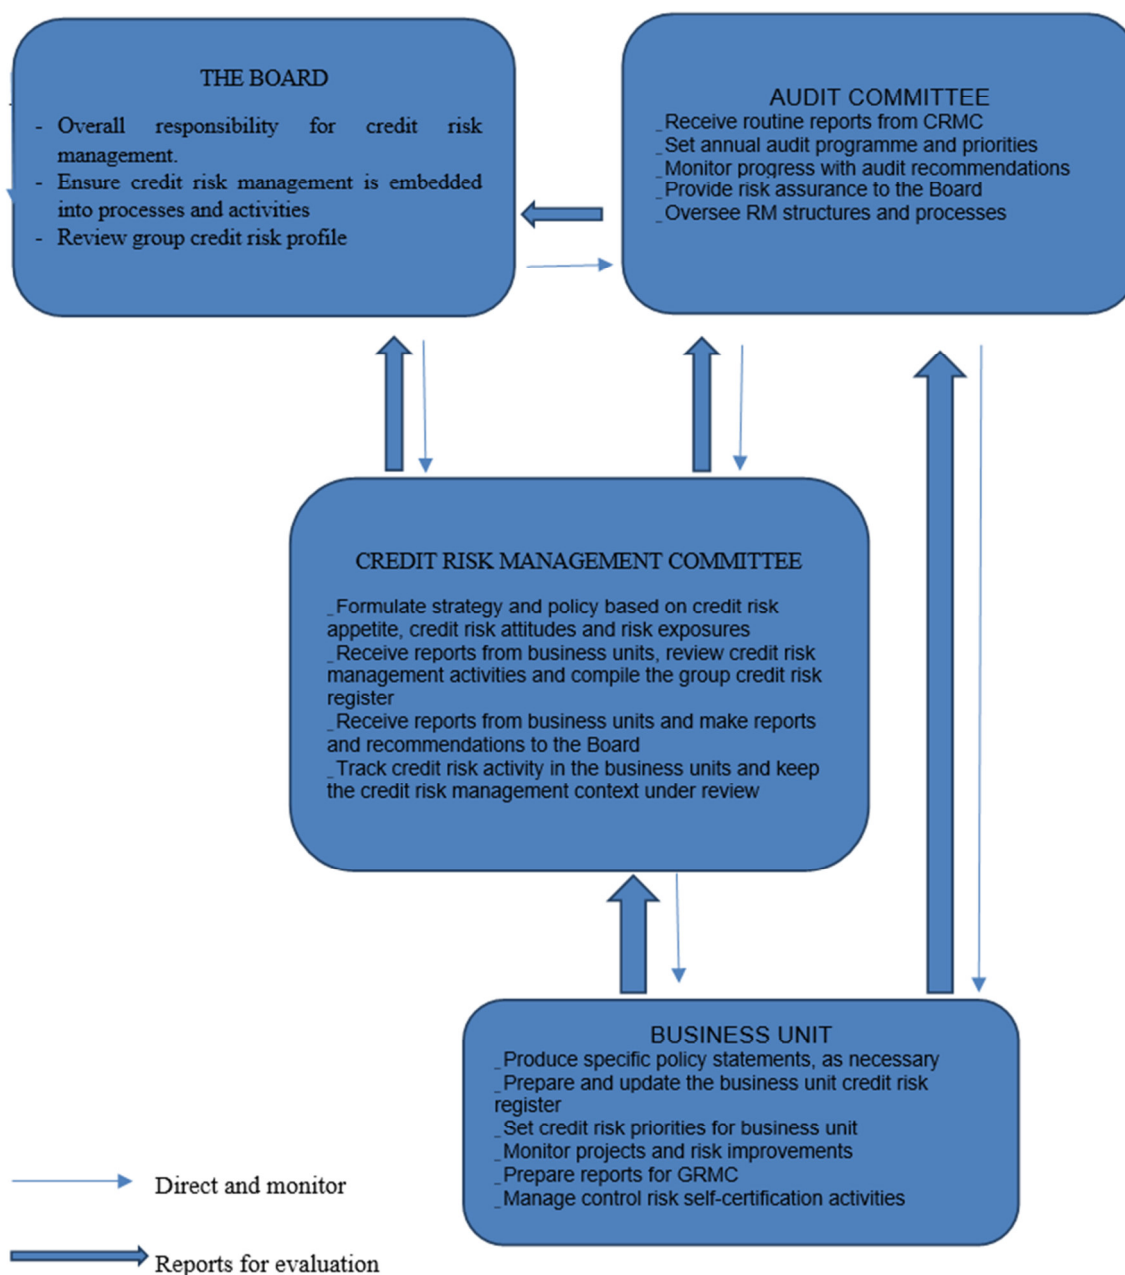 THE BOARD
- Overall responsibility for credit risk
management.
- Ensure credit risk management is embedded
into processes and activities
- Review group credit risk profile
AUDIT COMMITTEE
_Receive routine reports from CRMC
_Set annual audit programme and priorities
_Monitor progress with audit recommendations
_Provide risk assurance to the Board
_Oversee RM structures and processes
CREDIT RISK MANAGEMENT COMMITTEE
_Formulate strategy and policy based on credit risk
appetite, credit risk attitudes and risk exposures
_Receive reports from business units, review credit risk
management activities and compile the group credit risk
register
_Receive reports from business units and make reports
and recommendations to the Board
_Track credit risk activity in the business units and keep
the credit risk management context under review
BUSINESS UNIT
_Produce specific policy statements, as necessary
_Prepare and update the business unit credit risk
register
_Set credit risk priorities for business unit
_Monitor projects and risk improvements
_Prepare reports for GRMC
_Manage control risk self-certification activities
Direct and monitor
Reports for evaluation